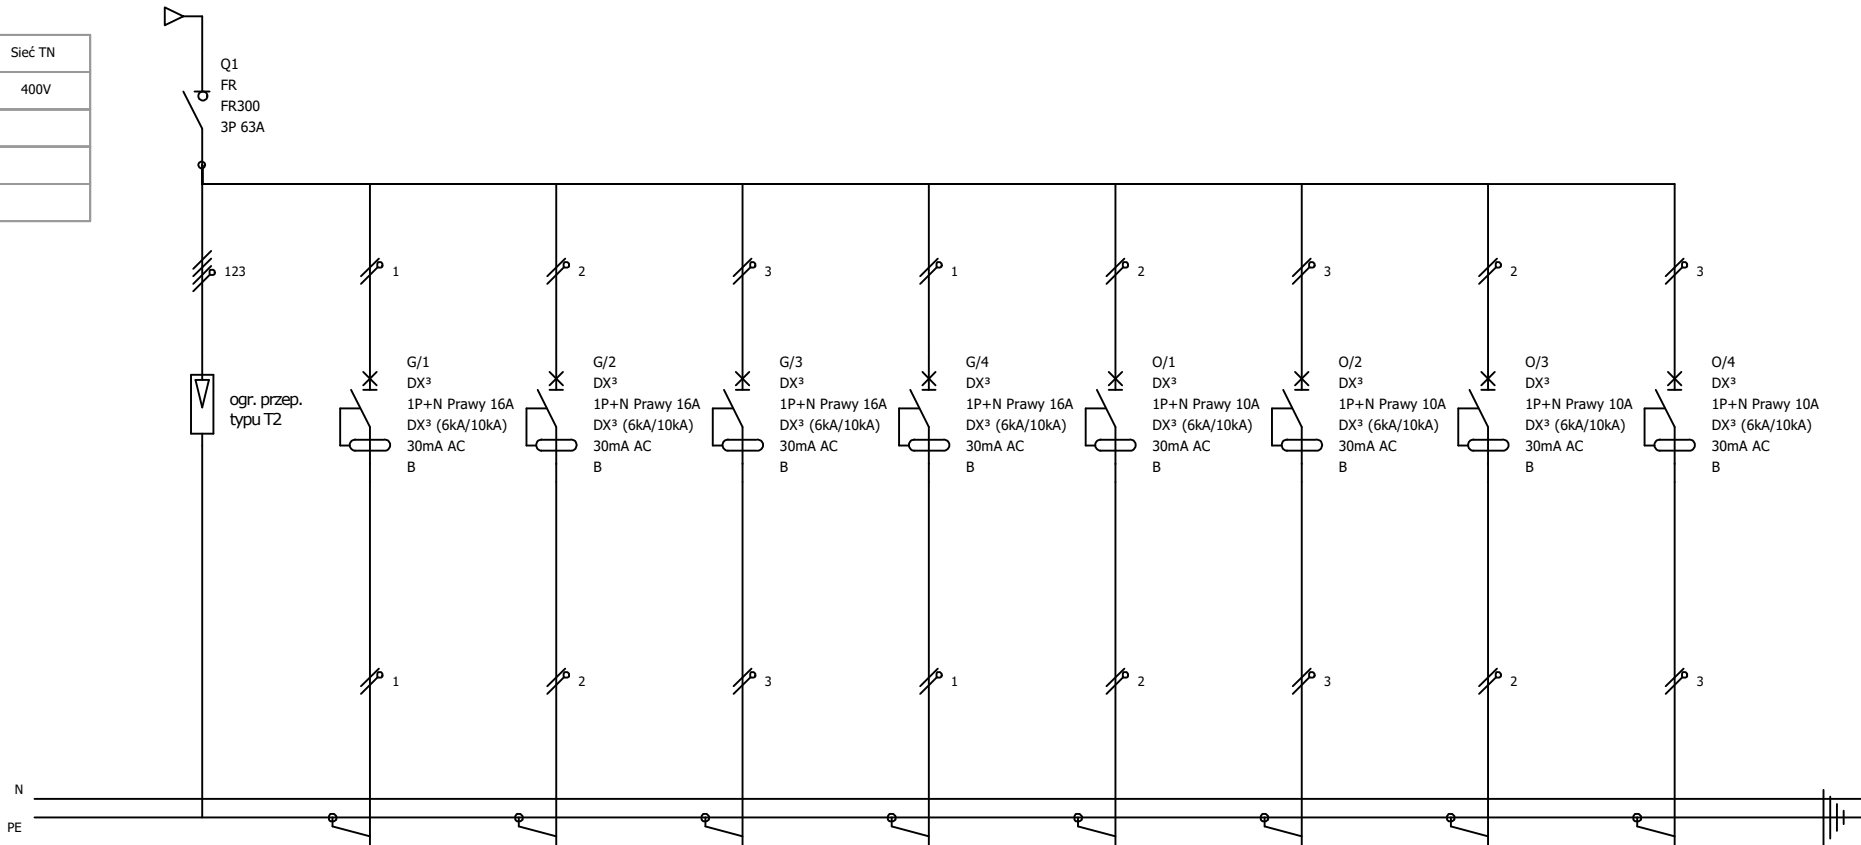 Sieć TN
400V
Q1
FR
FR300
3P 63A
123
1
2
3
1
2
3
2
3
ogr. przep.
typu T2
G/1
DX³
1P+N Prawy 16A
DX³ (6kA/10kA)
30mA AC
B
G/2
DX³
1P+N Prawy 16A
DX³ (6kA/10kA)
30mA AC
B
G/3
DX³
1P+N Prawy 16A
DX³ (6kA/10kA)
30mA AC
B
G/4
DX³
1P+N Prawy 16A
DX³ (6kA/10kA)
30mA AC
B
O/1
DX³
1P+N Prawy 10A
DX³ (6kA/10kA)
30mA AC
B
O/2
DX³
1P+N Prawy 10A
DX³ (6kA/10kA)
30mA AC
B
O/3
DX³
1P+N Prawy 10A
DX³ (6kA/10kA)
30mA AC
B
O/4
DX³
1P+N Prawy 10A
DX³ (6kA/10kA)
30mA AC
B
1
2
3
1
2
3
2
3
N
PE